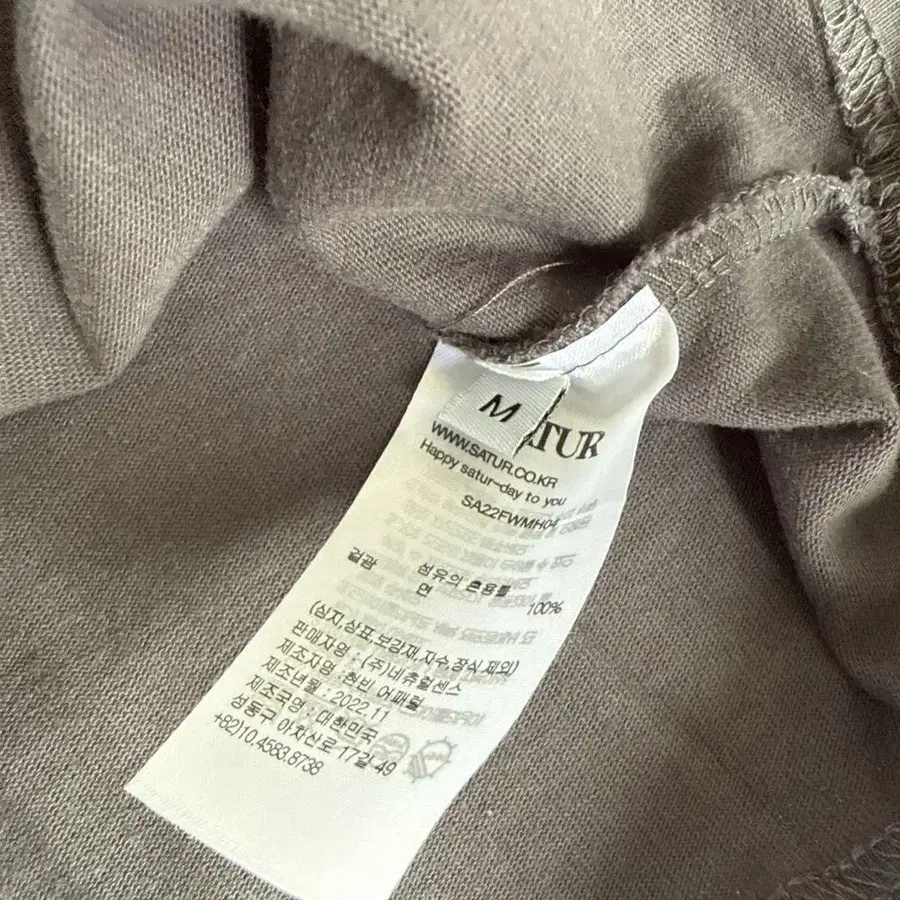 M
ATUR
WWW.SATUR.CO.KR
Happy satur-day to you
SA22FWMH04
겉감 섬유의 혼용률
면 100%
(심지,상표,보강재,자수,장식,제외)
판매자명 : (주)네츄럴센스
제조자명 : 현빈 어패럴
제조년월 : 2022.11
제조국명 : 대한민국
성동구 아차산로 17길 49
+82)10.4583.8738